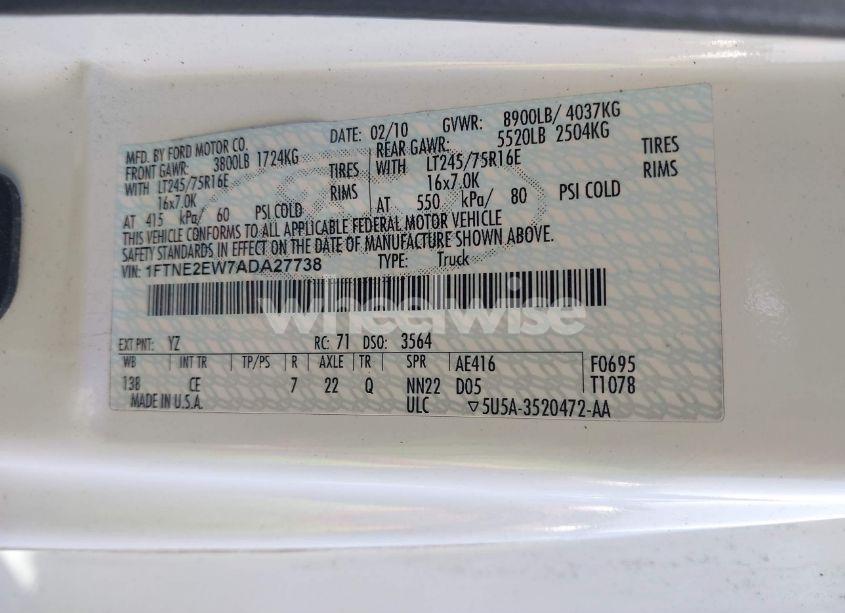 MFD. BY FORD MOTOR CO. DATE: 02/10 GVWR: 8900LB/ 4037KG
FRONT GAWR: 3800LB 1724KG REAR GAWR: 5520LB 2504KG
WITH LT245/75R16E TIRES WITH LT245/75R16E TIRES
16x7.0K RIMS 16x7.0K RIMS
AT 415 kPa/ 60 PSI COLD AT 550 kPa/ 80 PSI COLD
THIS VEHICLE CONFORMS TO ALL APPLICABLE FEDERAL MOTOR VEHICLE
SAFETY STANDARDS IN EFFECT ON THE DATE OF MANUFACTURE SHOWN ABOVE.
VIN: 1FTNE2EW7ADA27738 TYPE: Truck
wheelwise
EXT PNT: YZ RC: 71 DSO: 3564
WB INT TR TP/PS R AXLE TR SPR AE416 F0695
138 CE 7 22 Q NN22 D05 T1078
MADE IN U.S.A. ULC ▽5U5A-3520472-AA